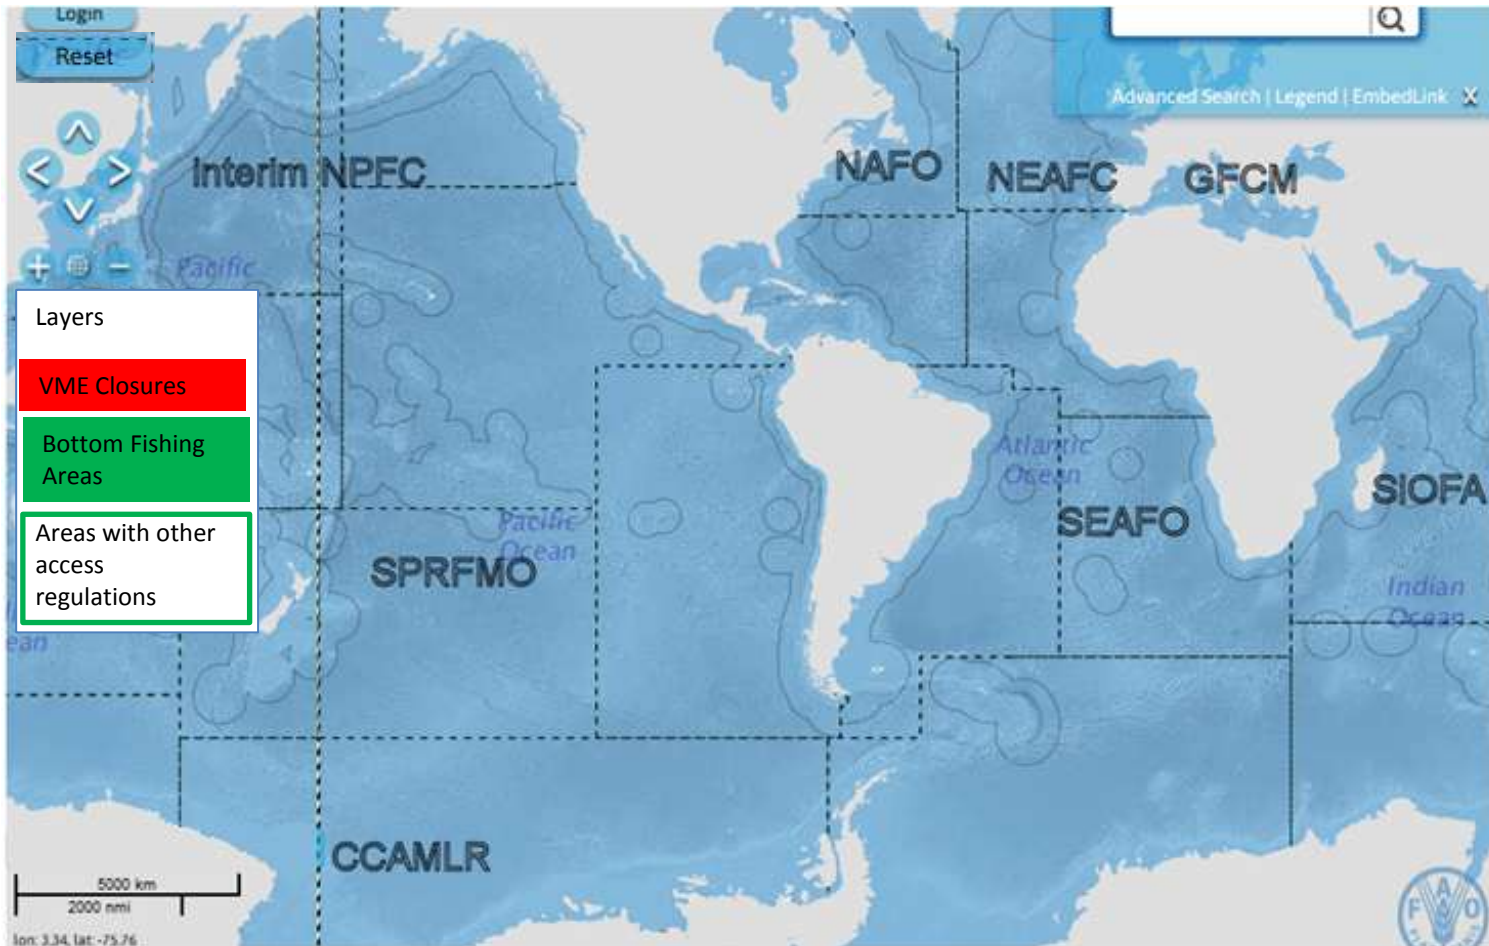 Login
Reset
Advanced Search | Legend | EmbedLink X
Interim NPFC
NAFO
NEAFC
GFCM
Pacific
Layers
VME Closures
Bottom Fishing
Areas
Areas with other
access
regulations
Atlantic
Ocean
SIOFA
SEAFO
Pacific
Ocean
SPRFMO
Indian
Ocean
ean
CCAMLR
5000 km
2000 nmi
lon: 3.34, lat: -75.76
F A O